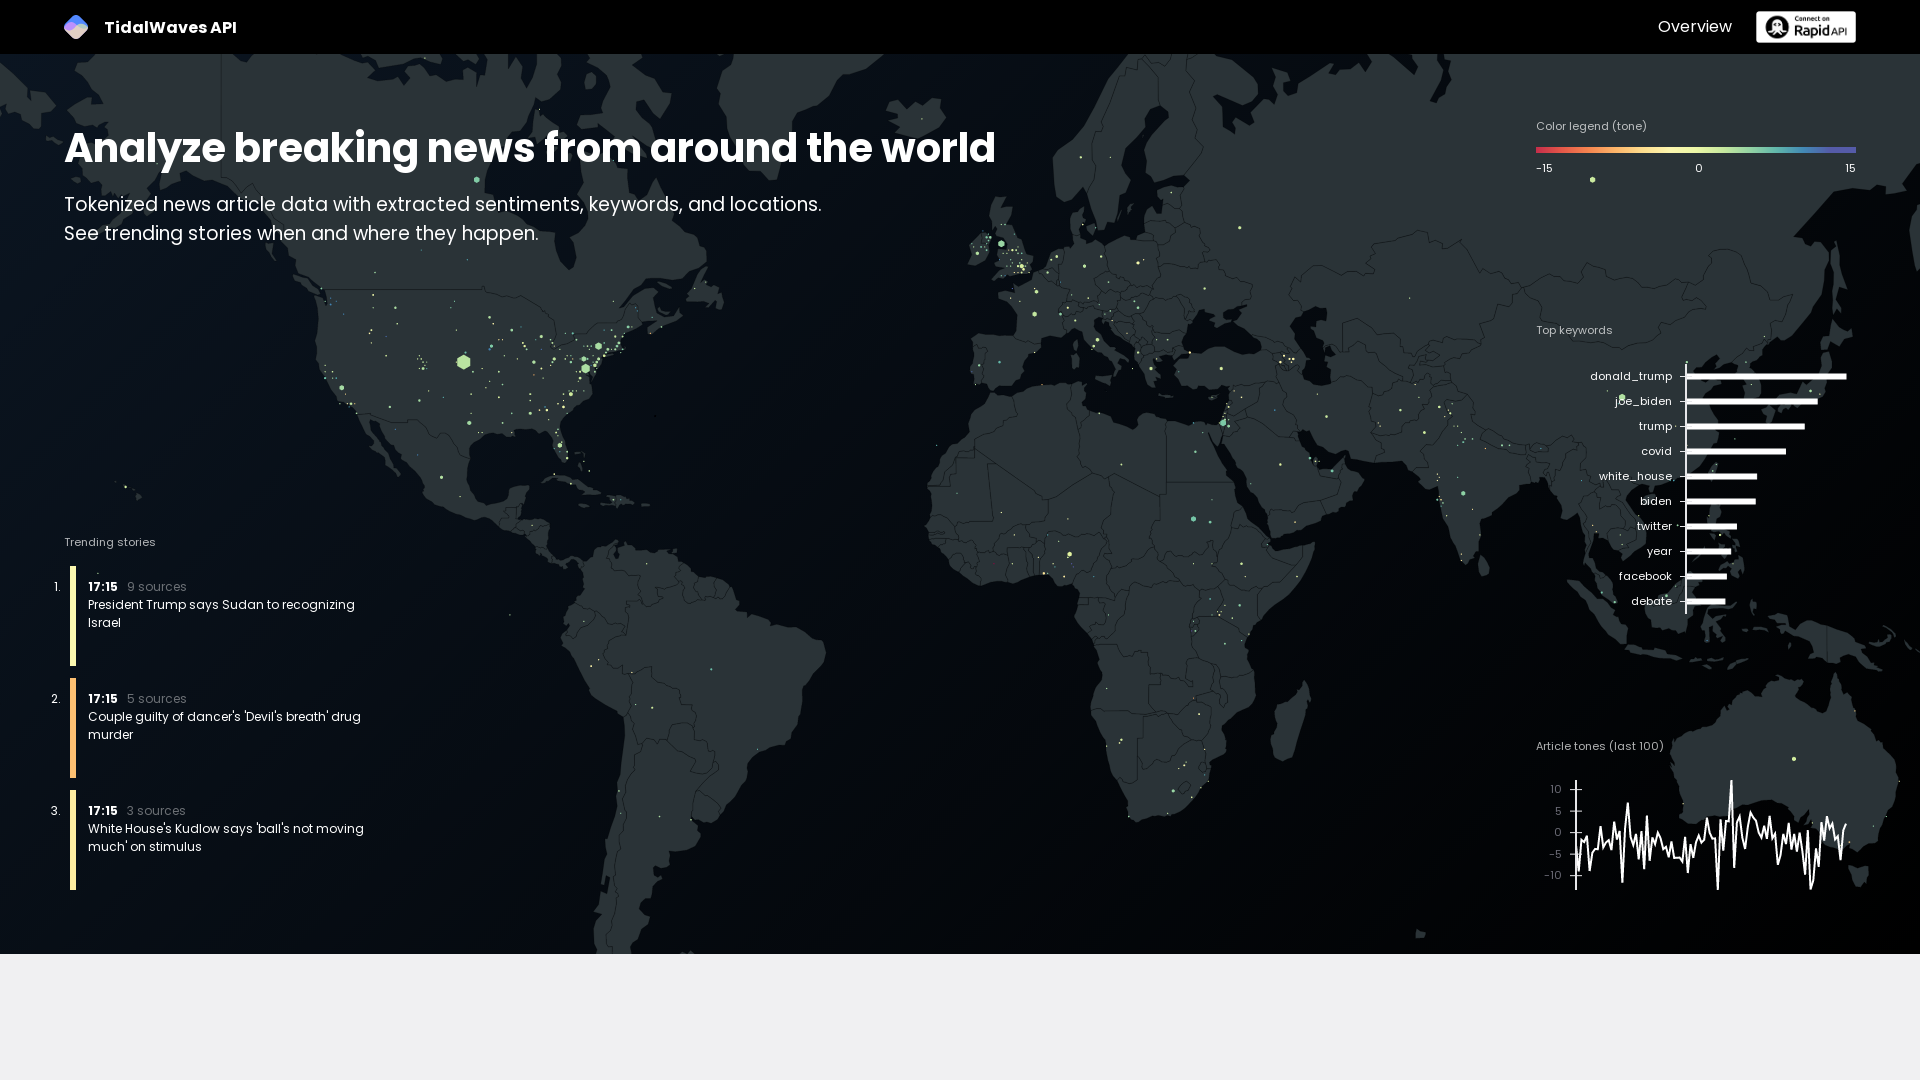 TidalWaves API
Overview
Connect on
RapidAPI
Analyze breaking news from around the world
Tokenized news article data with extracted sentiments, keywords, and locations.
See trending stories when and where they happen.
Color legend (tone)
-15 0 15
Top keywords
donald_trump
joe_biden
trump
covid
white_house
biden
twitter
year
facebook
debate
Trending stories
1. 17:15 9 sources
President Trump says Sudan to recognizing
Israel
2. 17:15 5 sources
Couple guilty of dancer's 'Devil's breath' drug
murder
3. 17:15 3 sources
White House's Kudlow says 'ball's not moving
much' on stimulus
Article tones (last 100)
10
5
0
-5
-10